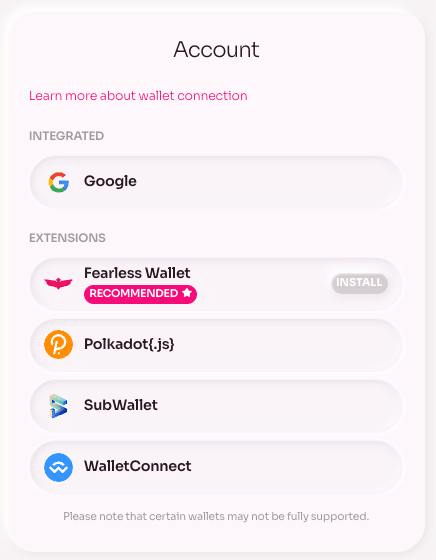 Account
Learn more about wallet connection
INTEGRATED
Google
EXTENSIONS
Fearless Wallet
RECOMMENDED
INSTALL
Polkadot{.js}
SubWallet
WalletConnect
Please note that certain wallets may not be fully supported.